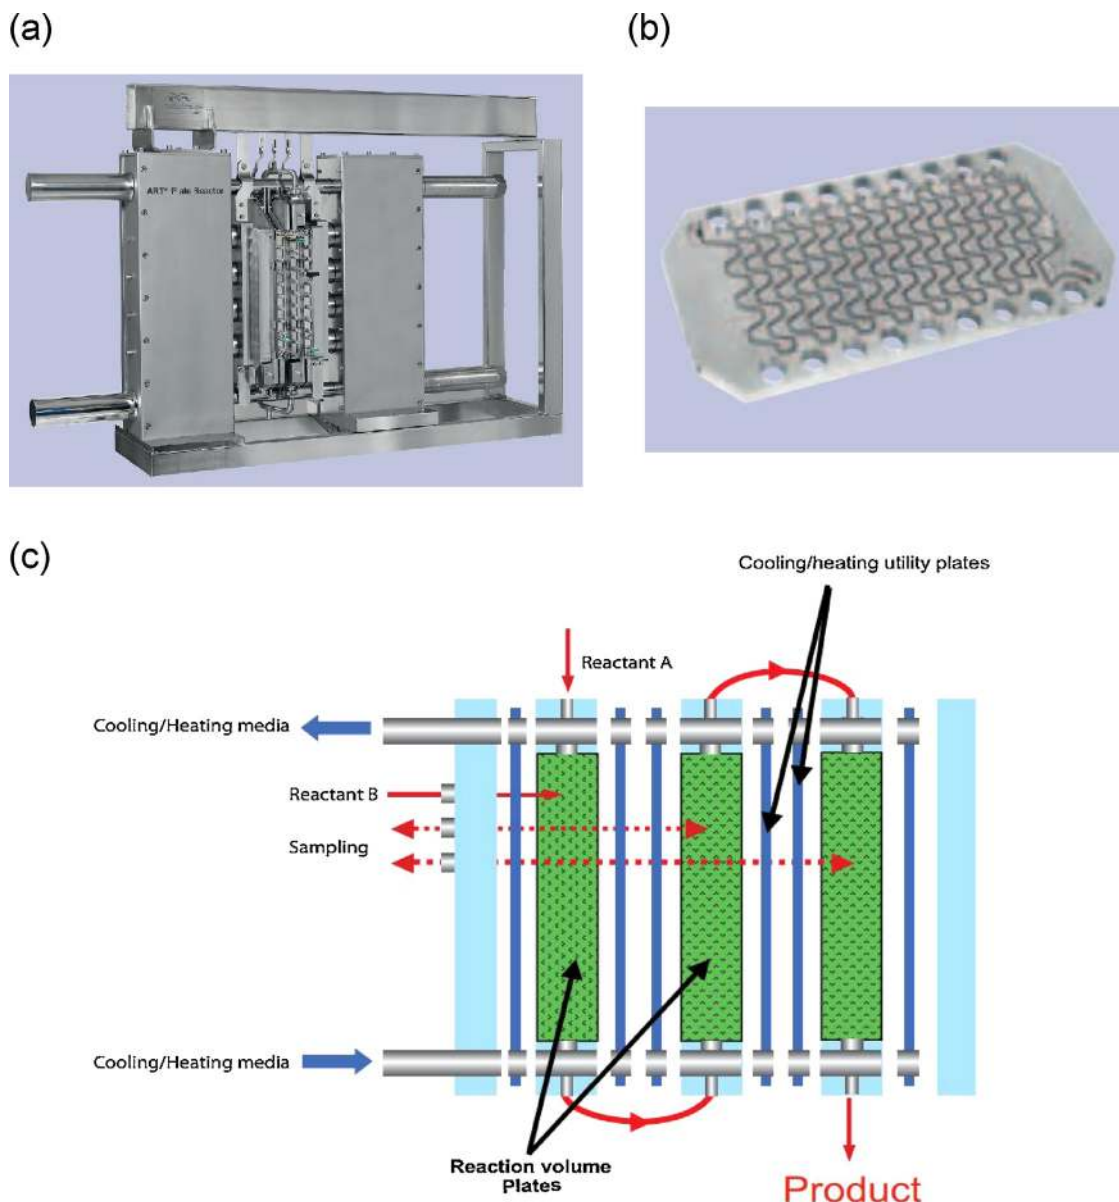 (a)
(b)
ART® Plate Reactor
(c)
Cooling/heating utility plates
Reactant A
Cooling/Heating media
Reactant B
Sampling
Cooling/Heating media
Reaction volume
Plates
Product